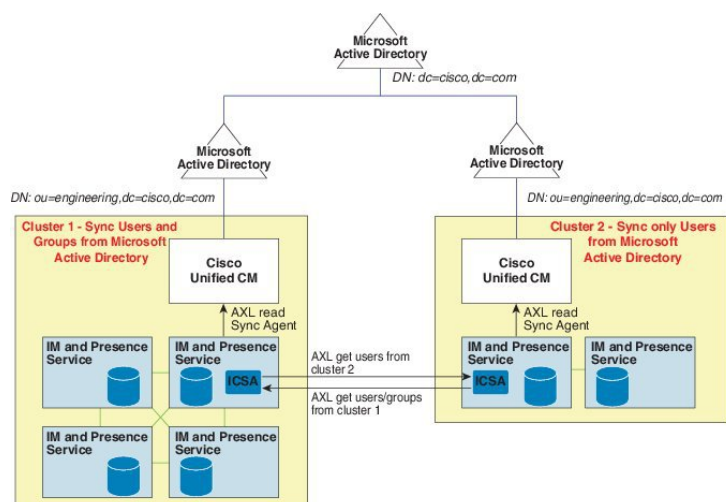 Microsoft
Active Directory
DN: dc=cisco,dc=com
Microsoft
Active Directory
Microsoft
Active Directory
DN: ou=engineering,dc=cisco,dc=com
DN: ou=engineering,dc=cisco,dc=com
Cluster 1 - Sync Users and
Groups from Microsoft
Active Directory
Cisco
Unified CM
AXL read
Sync Agent
IM and Presence
Service
IM and Presence
Service
ICSA
IM and Presence
Service
IM and Presence
Service
AXL get users from
cluster 2
AXL get users/groups
from cluster 1
Cluster 2 - Sync only Users
from Microsoft
Active Directory
Cisco
Unified CM
AXL read
Sync Agent
IM and Presence
Service
ICSA
IM and Presence
Service